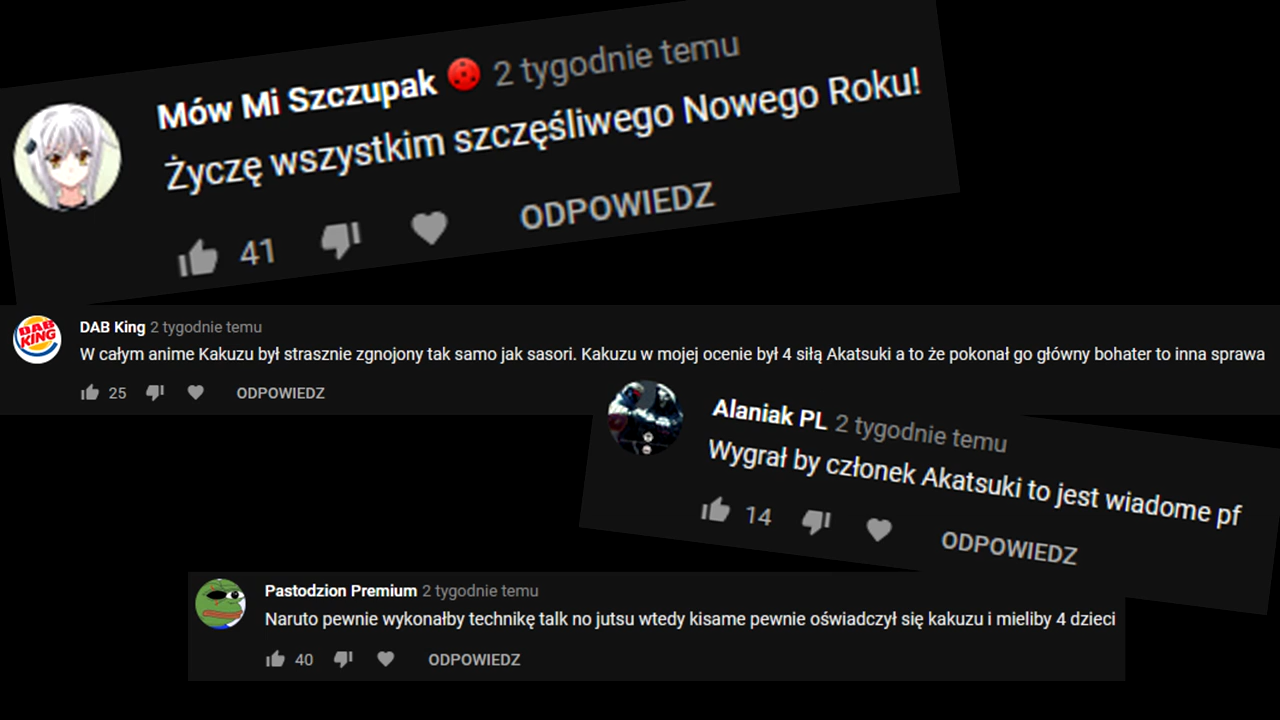 Mów Mi Szczupak 2 tygodnie temu
Życzę wszystkim szczęśliwego Nowego Roku!
41 ODPOWIEDZ
DAB KING
DAB King 2 tygodnie temu
W całym anime Kakuzu był strasznie zgnojony tak samo jak sasori. Kakuzu w mojej ocenie był 4 siłą Akatsuki a to że pokonał go główny bohater to inna sprawa
25 ODPOWIEDZ
Alaniak PL 2 tygodnie temu
Wygrał by członek Akatsuki to jest wiadome pf
14 ODPOWIEDZ
Pastodzion Premium 2 tygodnie temu
Naruto pewnie wykonałby technikę talk no jutsu wtedy kisame pewnie oświadczył się kakuzu i mieliby 4 dzieci
40 ODPOWIEDZ